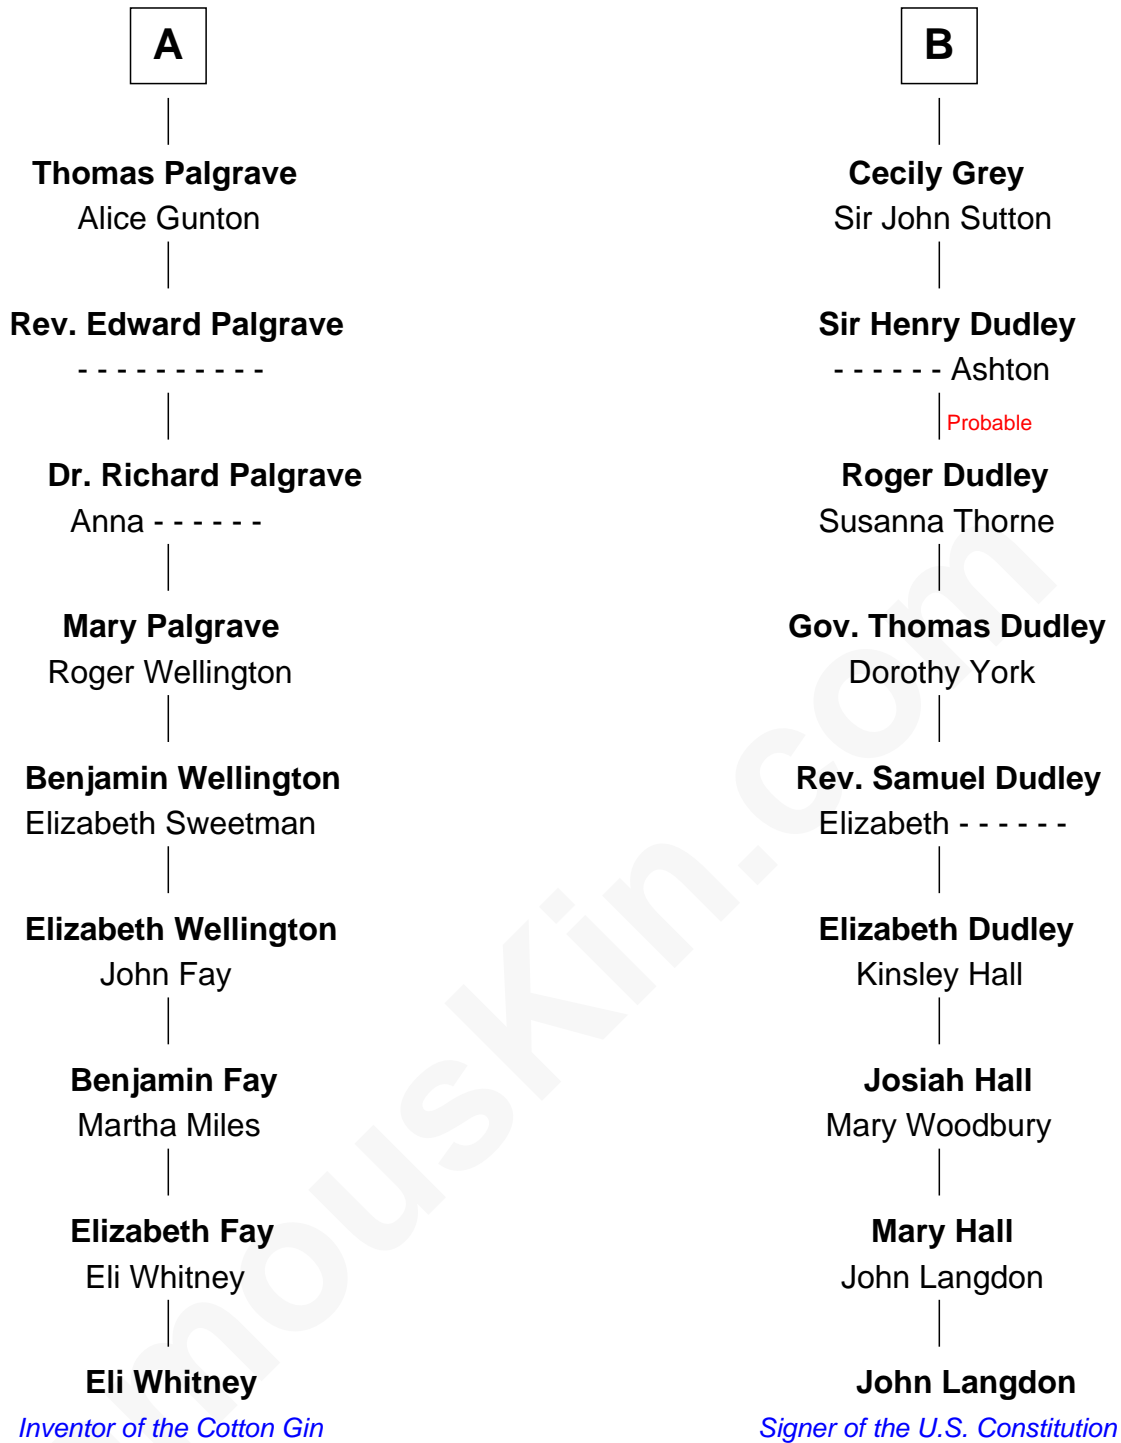 A
Thomas Palgrave
Alice Gunton
Rev. Edward Palgrave
- - - - - - - - - -
Dr. Richard Palgrave
Anna - - - - - -
Mary Palgrave
Roger Wellington
Benjamin Wellington
Elizabeth Sweetman
Elizabeth Wellington
John Fay
Benjamin Fay
Martha Miles
Elizabeth Fay
Eli Whitney
Eli Whitney
Inventor of the Cotton Gin
B
Cecily Grey
Sir John Sutton
Sir Henry Dudley
- - - - - - Ashton
Probable
Roger Dudley
Susanna Thorne
Gov. Thomas Dudley
Dorothy York
Rev. Samuel Dudley
Elizabeth - - - - - -
Elizabeth Dudley
Kinsley Hall
Josiah Hall
Mary Woodbury
Mary Hall
John Langdon
John Langdon
Signer of the U.S. Constitution
mousKin.com